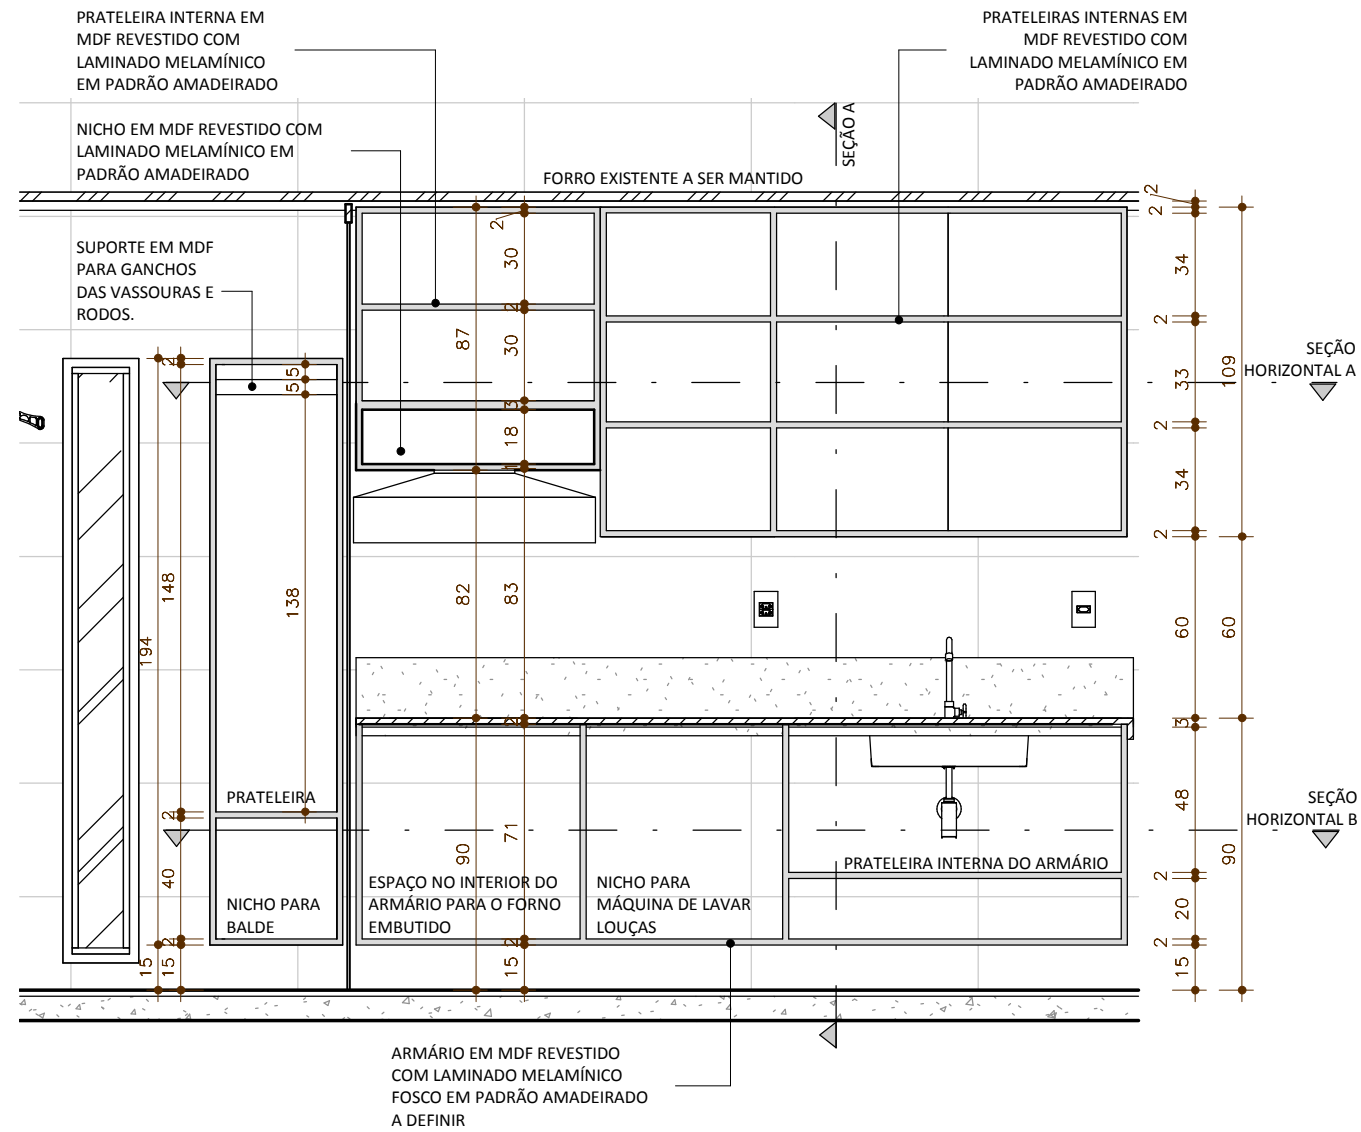 PRATELEIRA INTERNA EM
MDF REVESTIDO COM
LAMINADO MELAMÍNICO
EM PADRÃO AMADEIRADO
PRATELEIRAS INTERNAS EM
MDF REVESTIDO COM
LAMINADO MELAMÍNICO EM
PADRÃO AMADEIRADO
NICHO EM MDF REVESTIDO COM
LAMINADO MELAMÍNICO EM
PADRÃO AMADEIRADO
SEÇÃO A
FORRO EXISTENTE A SER MANTIDO
SUPORTE EM MDF
PARA GANCHOS
DAS VASSOURAS E
RODOS.
SEÇÃO
HORIZONTAL A
2
148
2
40
2
15
194
15
5
5
138
87
82
90
2
30
2
30
3
18
1
83
2
71
2
15
2
2
34
2
33
2
34
2
60
3
48
2
20
2
15
109
60
90
PRATELEIRA
NICHO PARA
BALDE
ESPAÇO NO INTERIOR DO
ARMÁRIO PARA O FORNO
EMBUTIDO
NICHO PARA
MÁQUINA DE LAVAR
LOUÇAS
PRATELEIRA INTERNA DO ARMÁRIO
SEÇÃO
HORIZONTAL B
ARMÁRIO EM MDF REVESTIDO
COM LAMINADO MELAMÍNICO
FOSCO EM PADRÃO AMADEIRADO
A DEFINIR